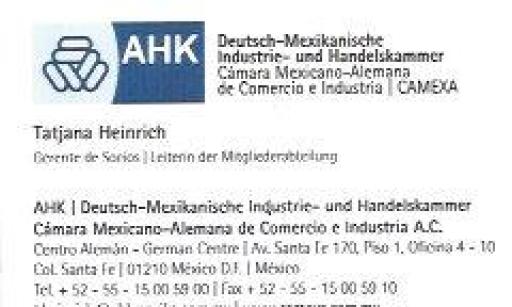 AHK
Deutsch-Mexikanische
Industrie- und Handelskammer
Cámara Mexicano-Alemana
de Comercio e Industria | CAMEXA
Tatjana Heinrich
Gerente de Socios | Leiterin der Mitgliederabteilung
AHK | Deutsch-Mexikanische Industrie- und Handelskammer
Cámara Mexicano-Alemana de Comercio e Industria A.C.
Centro Alemán - German Centre | Av. Santa Fe 170, Piso 1, Oficina 4 - 10
Col. Santa Fe | 01210 México D.F. | México
Tel. + 52 - 55 - 15 00 59 00 | Fax + 52 - 55 - 15 00 59 10